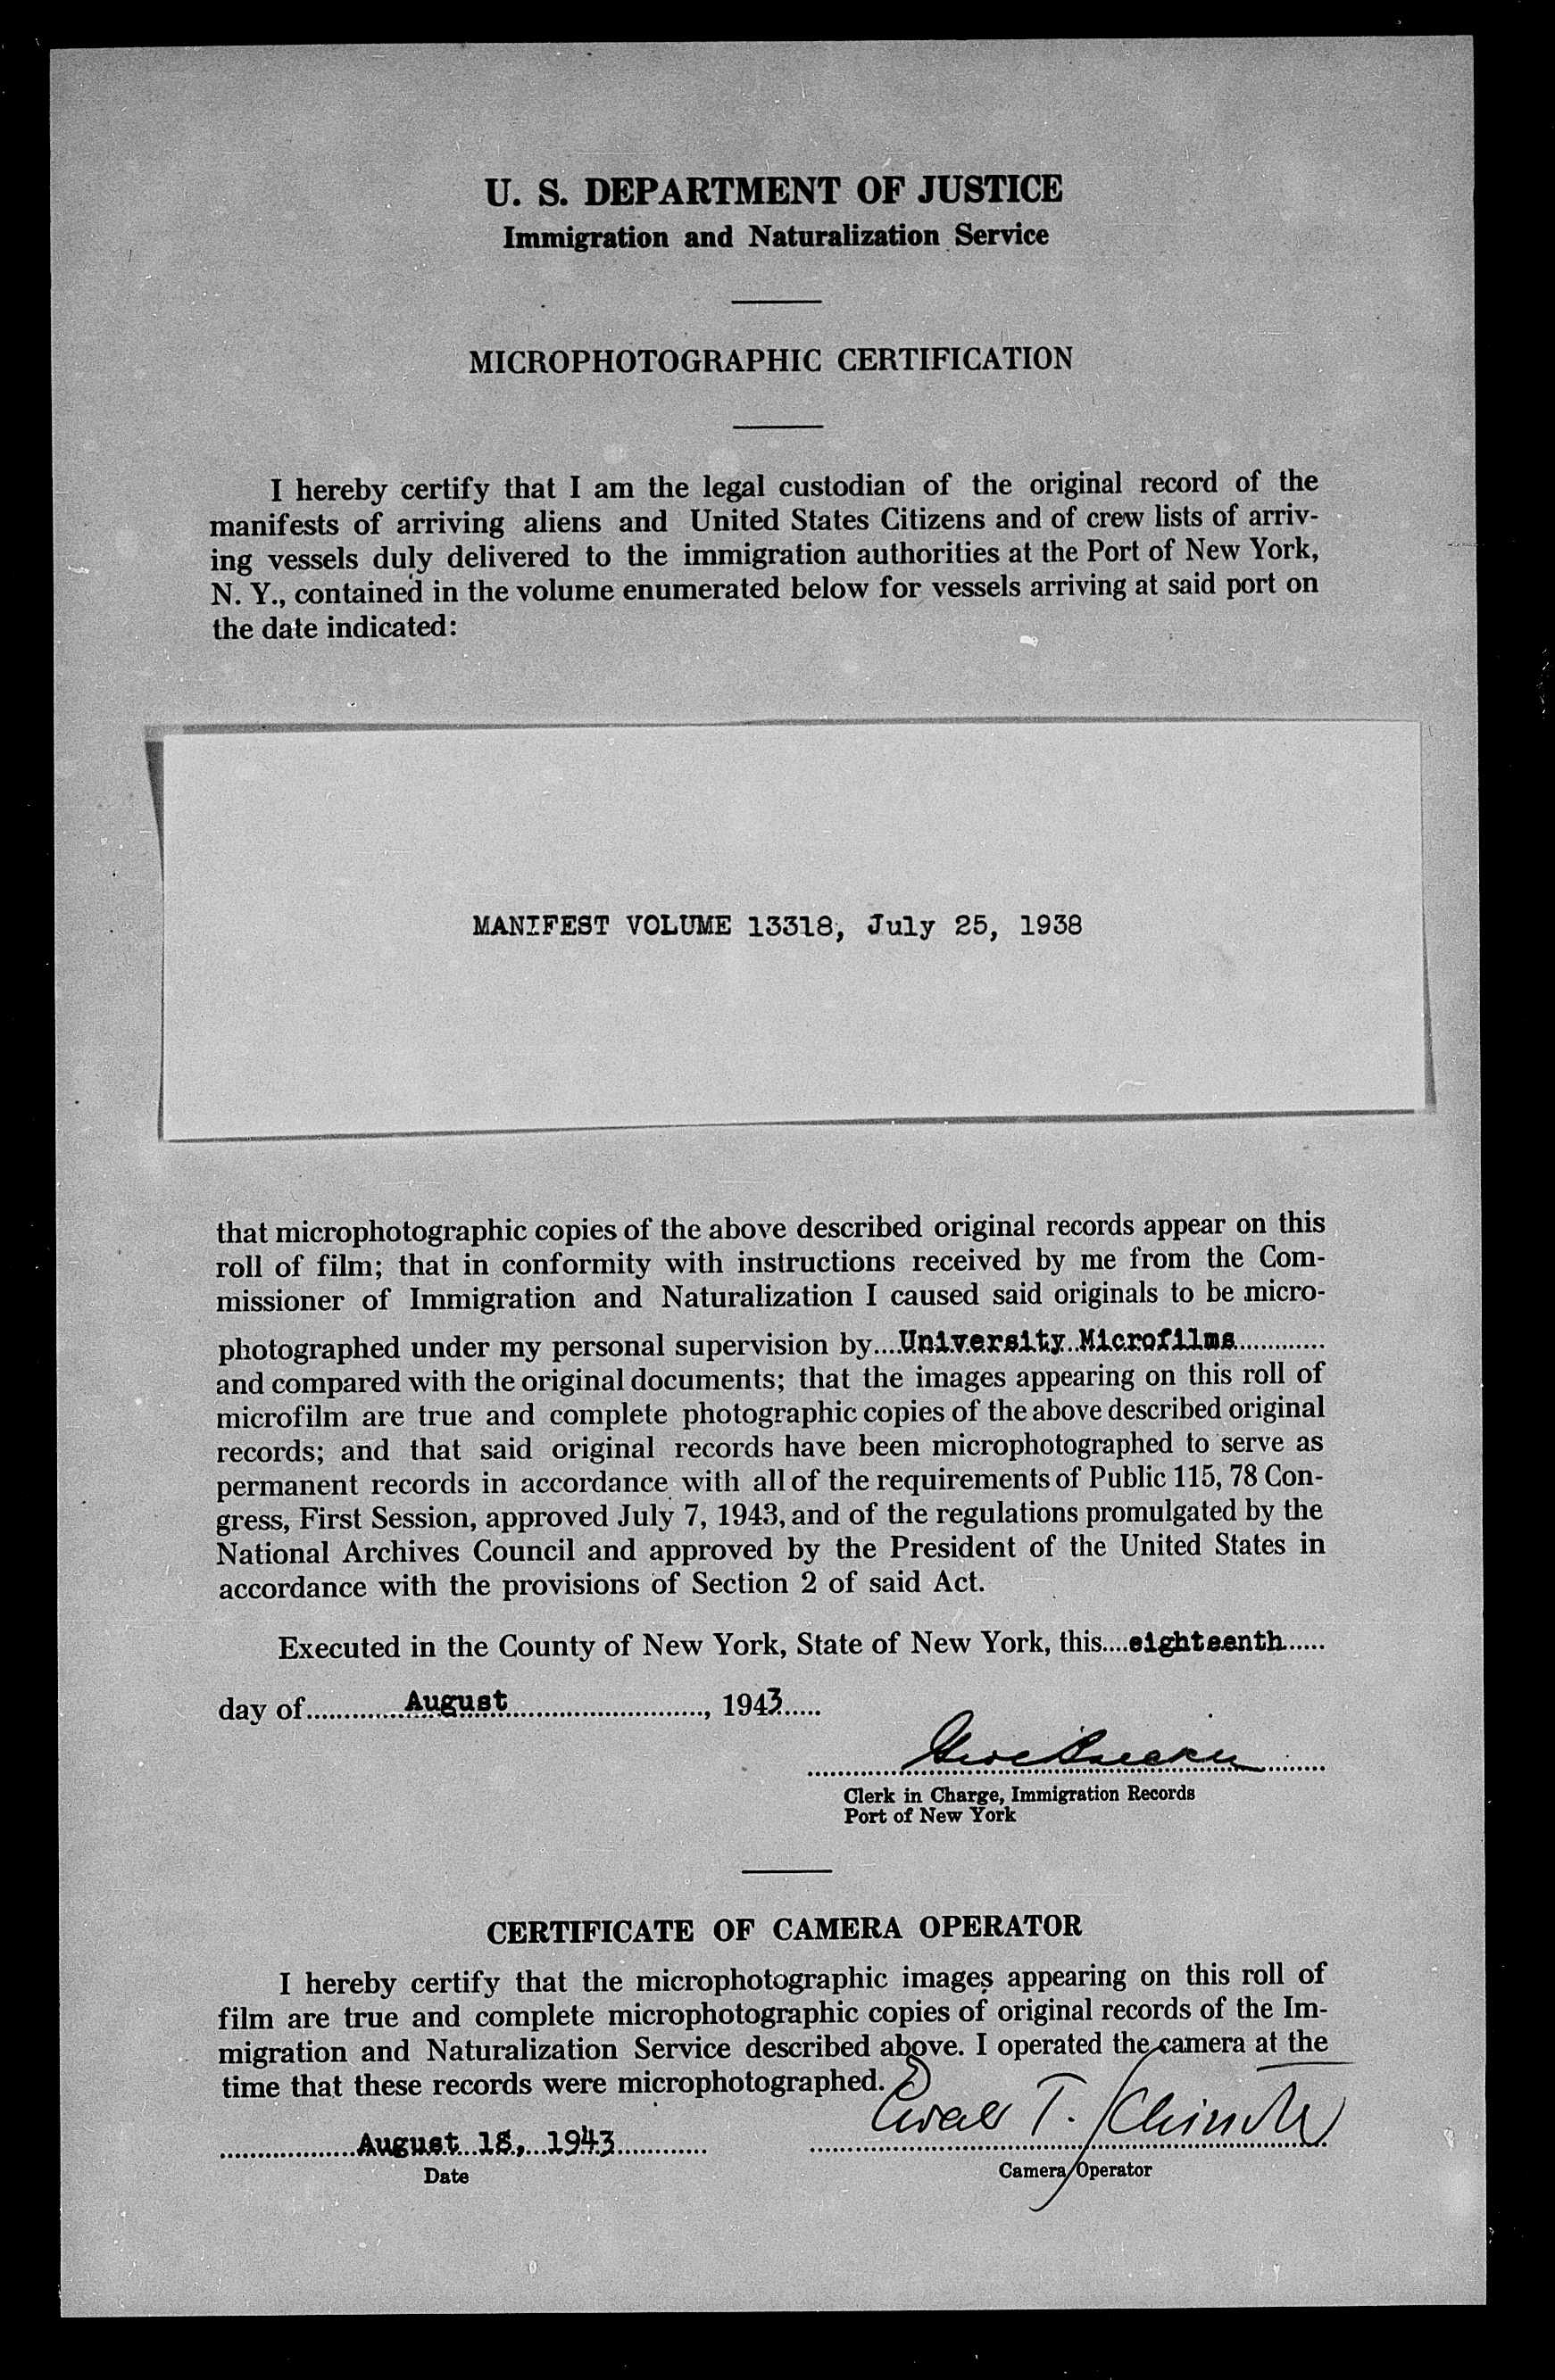 U. S. DEPARTMENT OF JUSTICE
Immigration and Naturalization Service
MICROPHOTOGRAPHIC CERTIFICATION
I hereby certify that I am the legal custodian of the original record of the
manifests of arriving aliens and United States Citizens and of crew lists of arriv-
ing vessels duly delivered to the immigration authorities at the Port of New York,
N. Y., contained in the volume enumerated below for vessels arriving at said port on
the date indicated:
MANIFEST VOLUME 13318, July 25, 1938
that microphotographic copies of the above described original records appear on this
roll of film; that in conformity with instructions received by me from the Com-
missioner of Immigration and Naturalization I caused said originals to be micro-
photographed under my personal supervision by....University Microfilms............
and compared with the original documents; that the images appearing on this roll of
microfilm are true and complete photographic copies of the above described original
records; and that said original records have been microphotographed to serve as
permanent records in accordance with all of the requirements of Public 115, 78 Con-
gress, First Session, approved July 7, 1943, and of the regulations promulgated by the
National Archives Council and approved by the President of the United States in
accordance with the provisions of Section 2 of said Act.
Executed in the County of New York, State of New York, this....eighteenth......
day of.............August..........................., 1943......
Clerk in Charge, Immigration Records
Port of New York
CERTIFICATE OF CAMERA OPERATOR
I hereby certify that the microphotographic images appearing on this roll of
film are true and complete microphotographic copies of original records of the Im-
migration and Naturalization Service described above. I operated the camera at the
time that these records were microphotographed.
T.
..................August 18, 1943............
Date
Camera Operator